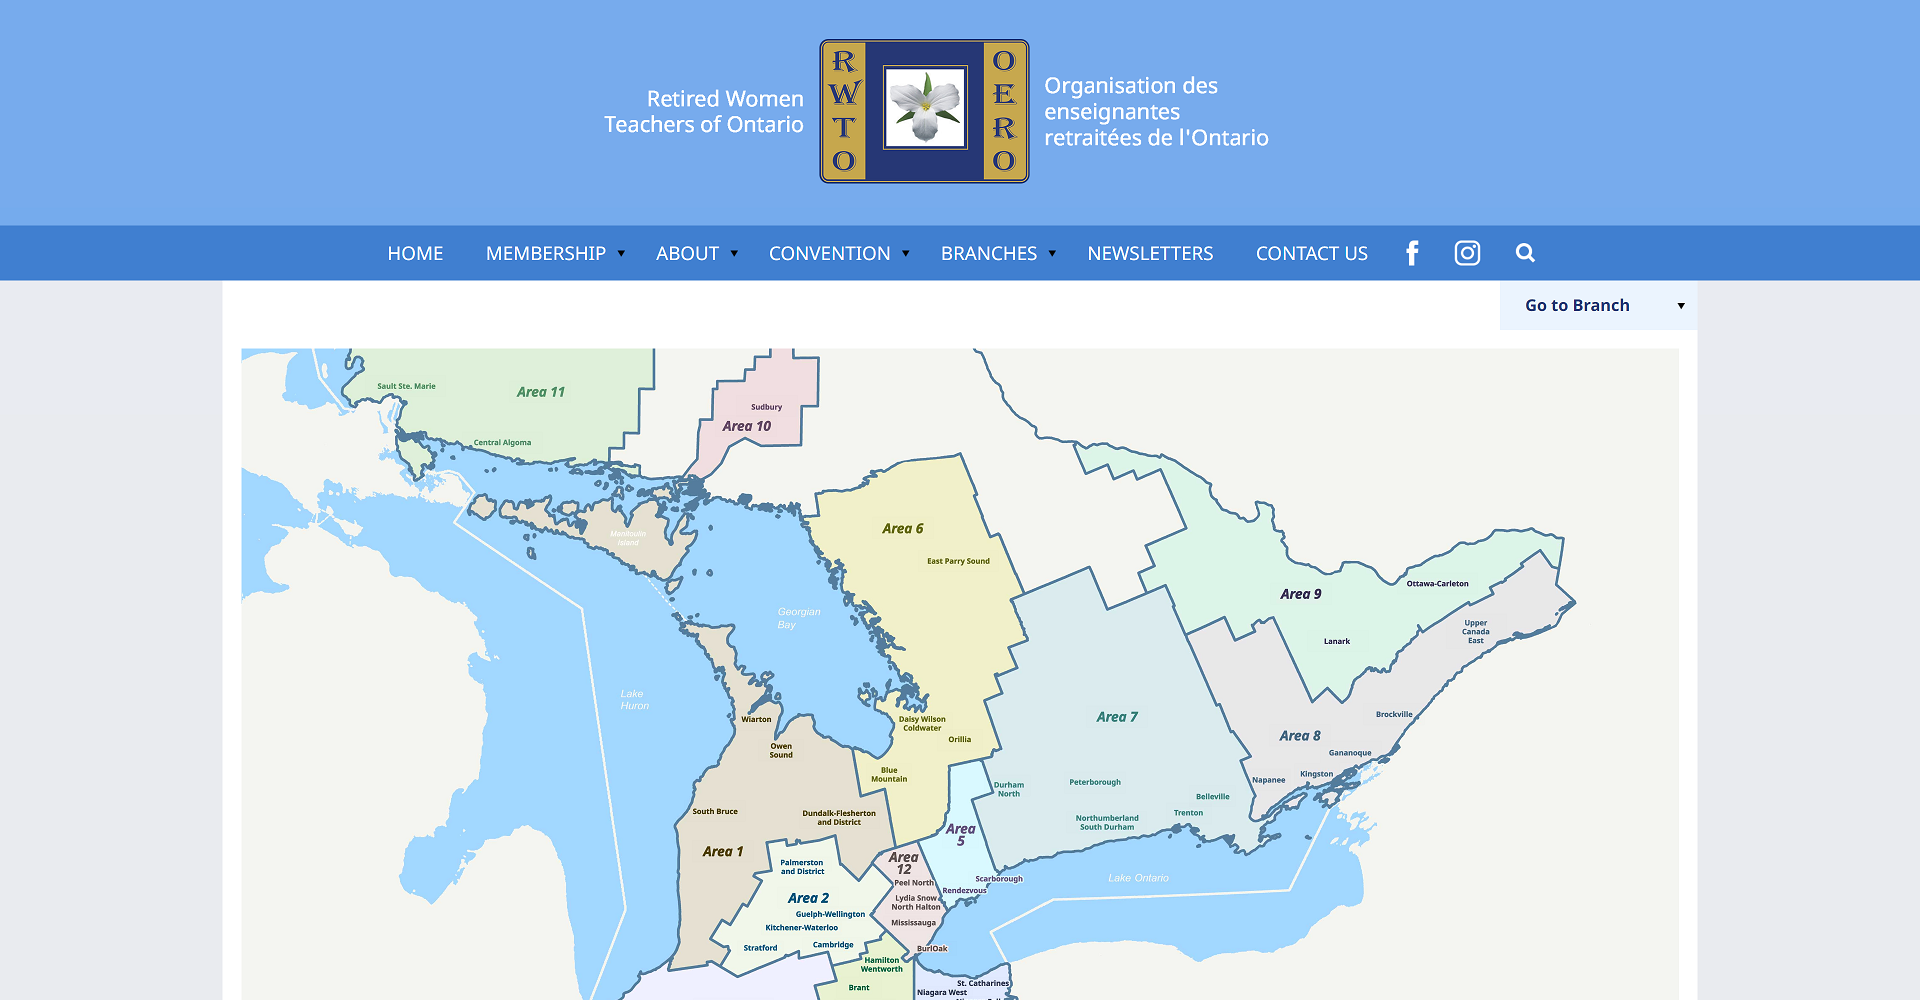 Retired Women
Teachers of Ontario
R
W
T
O
O
E
R
O
Organisation des
enseignantes
retraitées de l'Ontario
HOME MEMBERSHIP ABOUT CONVENTION BRANCHES NEWSLETTERS CONTACT US
Go to Branch
Sault Ste. Marie
Area 11
Central Algoma
Sudbury
Area 10
Manitoulin
Island
Area 6
East Parry Sound
Georgian
Bay
Area 9
Ottawa-Carleton
Lanark
Upper
Canada
East
Lake
Huron
Wiarton
Owen
Sound
Daisy Wilson
Coldwater
Orillia
Blue
Mountain
Area 7
Area 8
Brockville
Gananoque
Kingston
Napanee
Durham
North
Peterborough
Belleville
Trenton
Northumberland
South Durham
South Bruce
Dundalk-Flesherton
and District
Area 1
Area
5
Area
12
Palmerston
and District
Peel North
Scarborough
Rendezvous
Lake Ontario
Area 2
Lydia Snow
North Halton
Guelph-Wellington
Mississauga
Kitchener-Waterloo
Stratford
Cambridge
BurlOak
Hamilton
Wentworth
Brant
St. Catharines
Niagara West